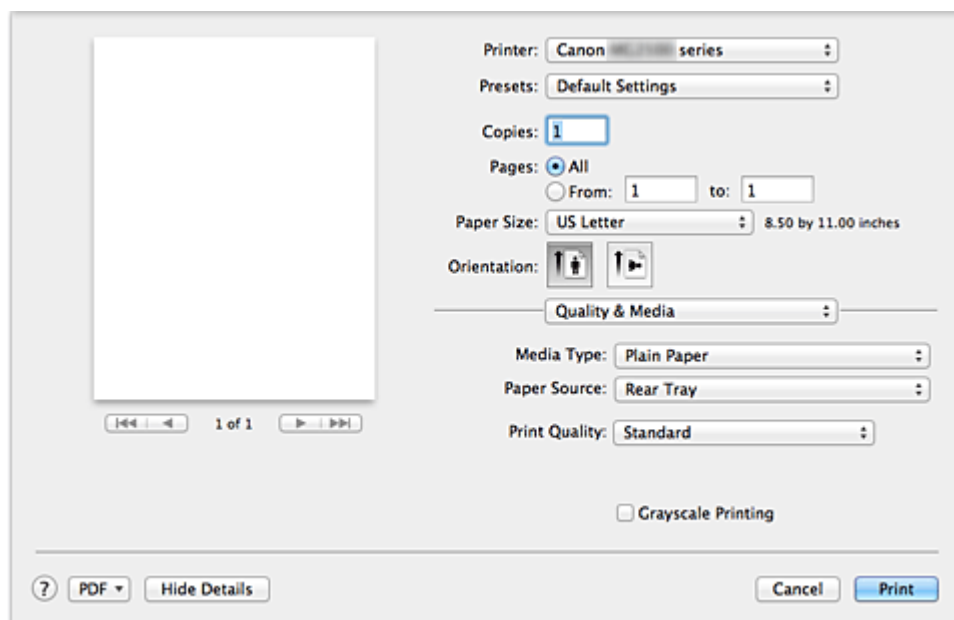 Printer: Canon series
Presets: Default Settings
Copies: 1
Pages: All
From: 1 to: 1
Paper Size: US Letter 8.50 by 11.00 inches
Orientation:
Quality & Media
Media Type: Plain Paper
Paper Source: Rear Tray
1 of 1
Print Quality: Standard
Grayscale Printing
? PDF Hide Details Cancel Print